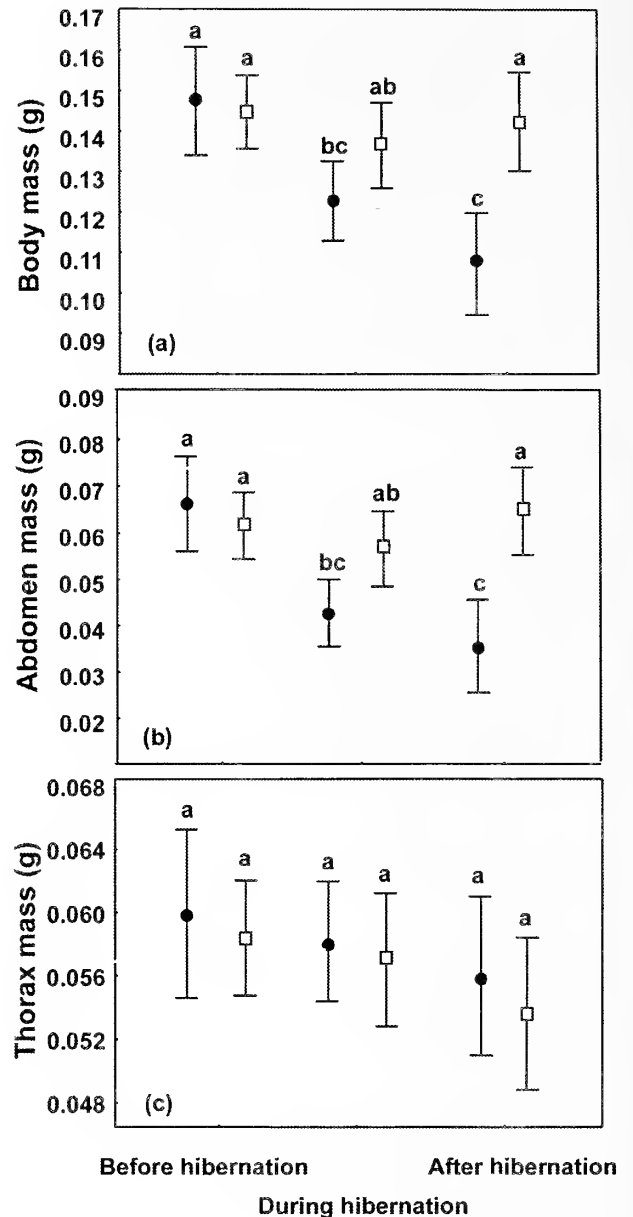 0.17
0.16
0.15
0.14
0.13
0.12
0.11
0.10
0.09
Body mass (g)
a
a
bc
ab
c
a
(a)
0.09
0.08
0.07
0.06
0.05
0.04
0.03
0.02
Abdomen mass (g)
a
a
bc
ab
c
a
(b)
0.068
0.064
0.060
0.056
0.052
0.048
Thorax mass (g)
a
a
a
a
a
a
(c)
Before hibernation
After hibernation
During hibernation